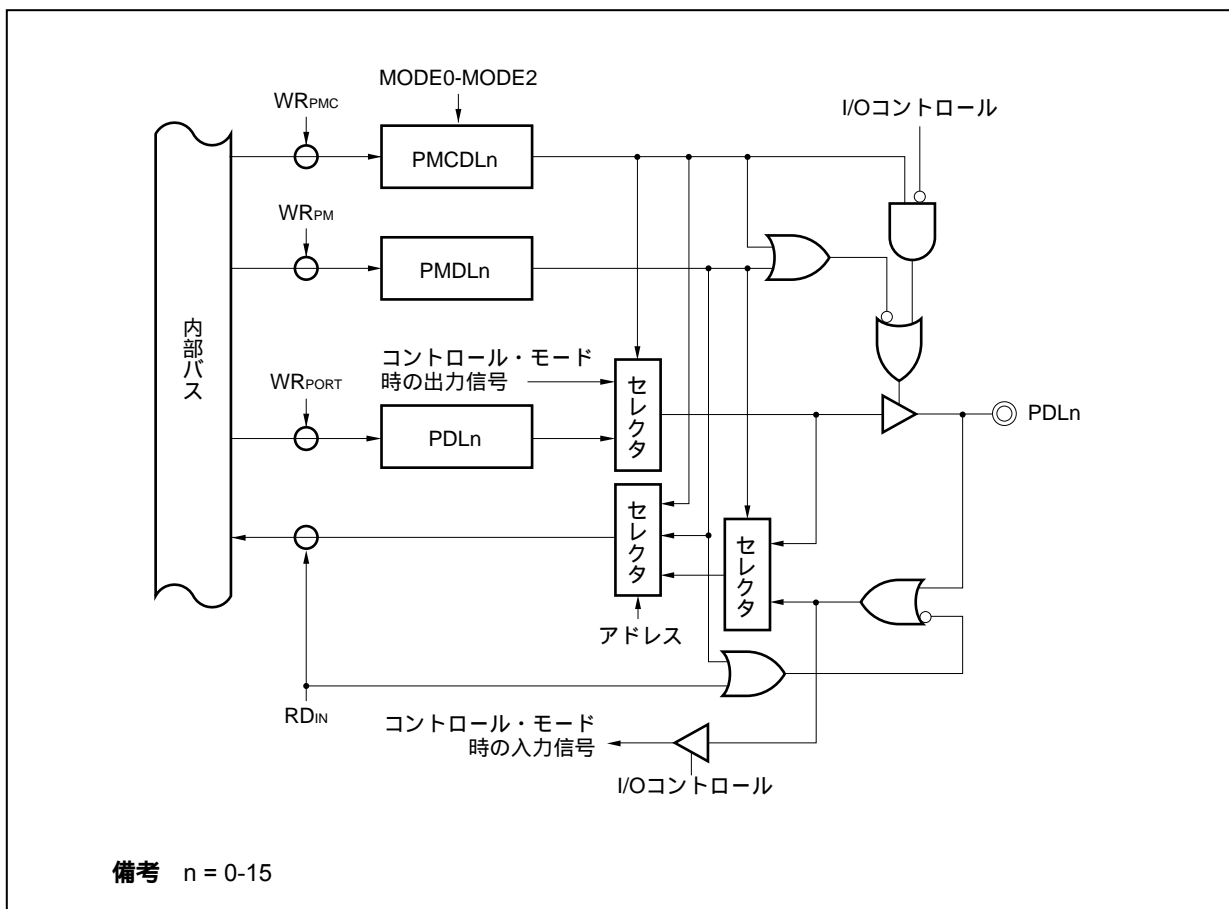 MODE0-MODE2
WRPMC
I/Oコントロール
PMCDLn
WRPM
PMDLn
内部バス
コントロール・モード
時の出力信号
セレクタ
WRPORT
PDLn
PDLn
セレクタ
セレクタ
アドレス
RDIN
コントロール・モード
時の入力信号
I/Oコントロール
備考 n = 0-15